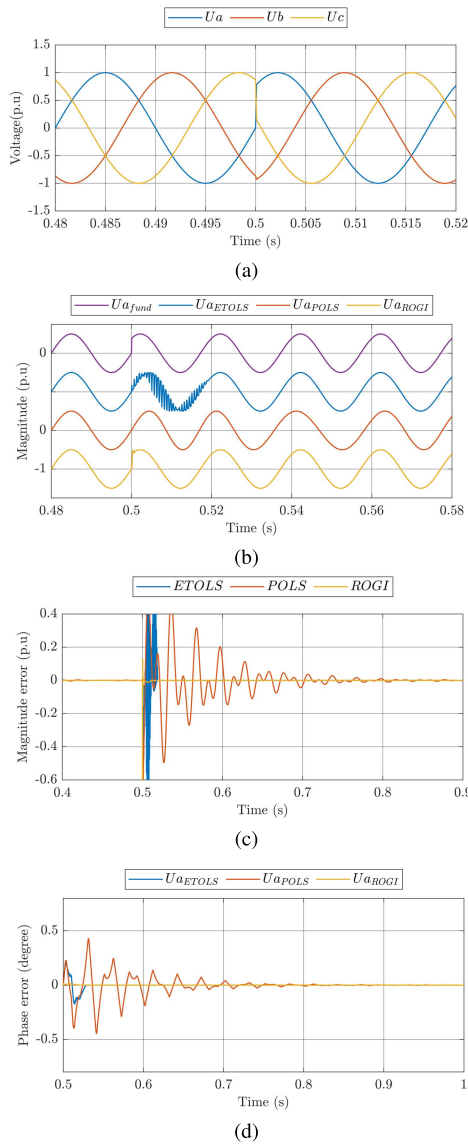 Ua Ub Uc
1.5
1
0.5
0
-0.5
-1
-1.5
Voltage(p.u)
0.48 0.485 0.49 0.495 0.5 0.505 0.51 0.515 0.52
Time (s)
(a)
Ua_fund Ua_ETOLS Ua_POLS Ua_ROGI
0
0
-1
Magnitude (p.u)
0.48 0.5 0.52 0.54 0.56 0.58
Time (s)
(b)
ETOLS POLS ROGI
0.4
0.2
0
-0.2
-0.4
-0.6
Magnitude error (p.u)
0.4 0.5 0.6 0.7 0.8 0.9
Time (s)
(c)
Ua_ETOLS Ua_POLS Ua_ROGI
0.5
0
-0.5
Phase error (degree)
0.5 0.6 0.7 0.8 0.9 1
Time (s)
(d)